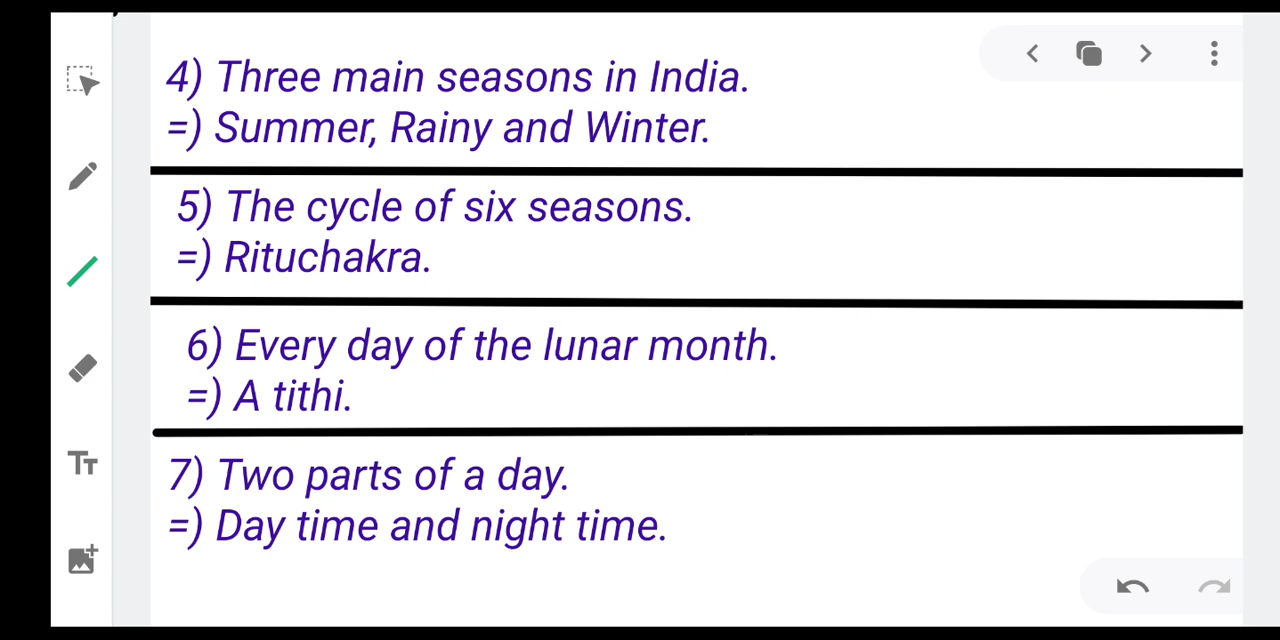 4) Three main seasons in India.
=) Summer, Rainy and Winter.
5) The cycle of six seasons.
=) Rituchakra.
6) Every day of the lunar month.
=) A tithi.
7) Two parts of a day.
=) Day time and night time.